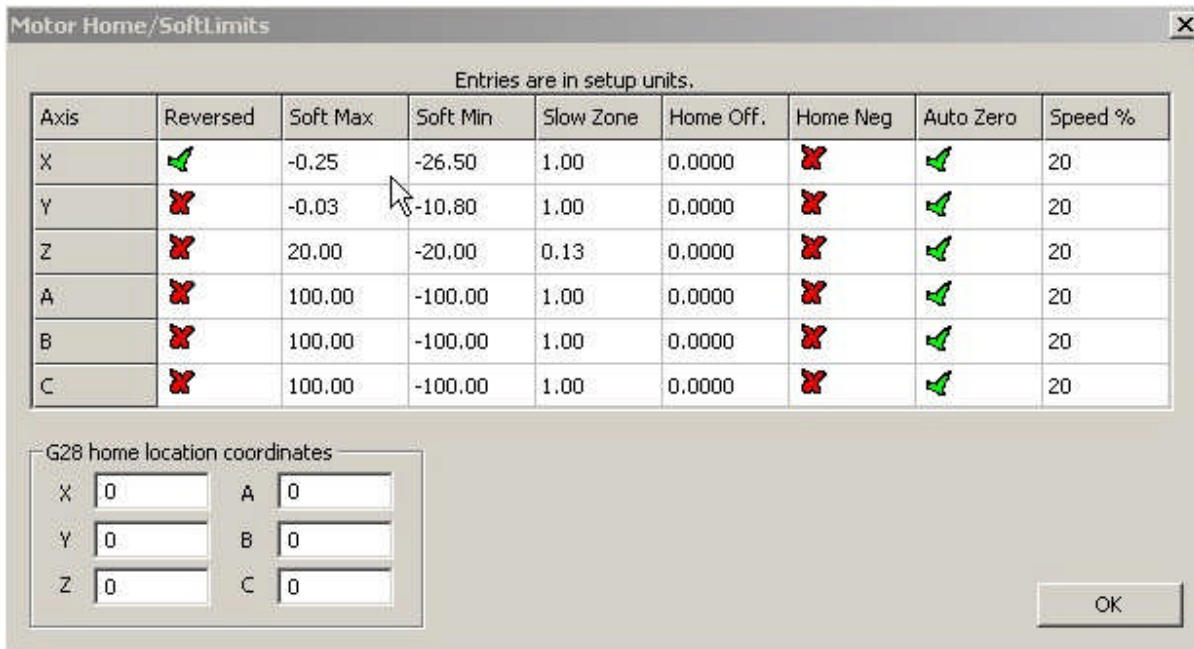 Motor Home/SoftLimits
Entries are in setup units.
Axis Reversed Soft Max Soft Min Slow Zone Home Off. Home Neg Auto Zero Speed %
X -0.25 -26.50 1.00 0.0000 20
Y -0.03 -10.80 1.00 0.0000 20
Z 20.00 -20.00 0.13 0.0000 20
A 100.00 -100.00 1.00 0.0000 20
B 100.00 -100.00 1.00 0.0000 20
C 100.00 -100.00 1.00 0.0000 20
G28 home location coordinates
X 0 A 0
Y 0 B 0
Z 0 C 0
OK